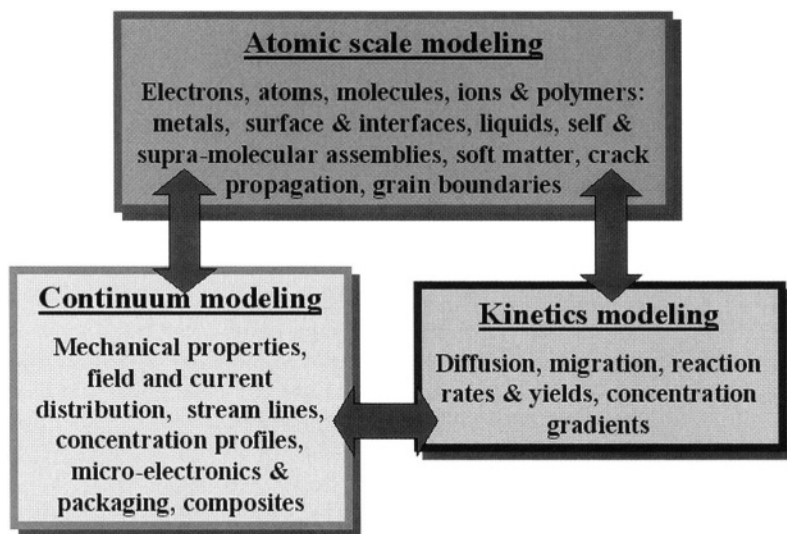 Atomic scale modeling
Electrons, atoms, molecules, ions & polymers:
metals, surface & interfaces, liquids, self &
supra-molecular assemblies, soft matter, crack
propagation, grain boundaries
Continuum modeling
Mechanical properties,
field and current
distribution, stream lines,
concentration profiles,
micro-electronics &
packaging, composites
Kinetics modeling
Diffusion, migration, reaction
rates & yields, concentration
gradients